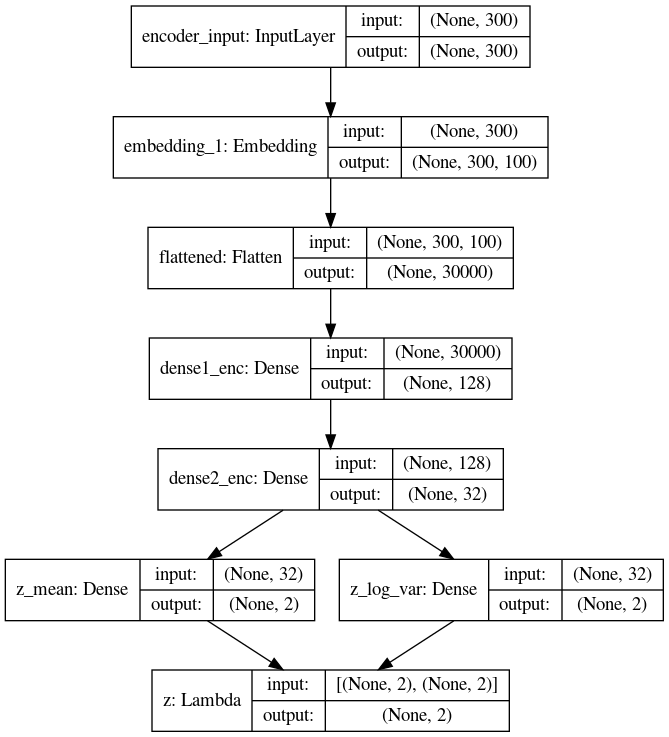 encoder_input: InputLayer
input:
(None, 300)
output:
(None, 300)
embedding_1: Embedding
input:
(None, 300)
output:
(None, 300, 100)
flattened: Flatten
input:
(None, 300, 100)
output:
(None, 30000)
dense1_enc: Dense
input:
(None, 30000)
output:
(None, 128)
dense2_enc: Dense
input:
(None, 128)
output:
(None, 32)
z_mean: Dense
input:
(None, 32)
output:
(None, 2)
z_log_var: Dense
input:
(None, 32)
output:
(None, 2)
z: Lambda
input:
[(None, 2), (None, 2)]
output:
(None, 2)